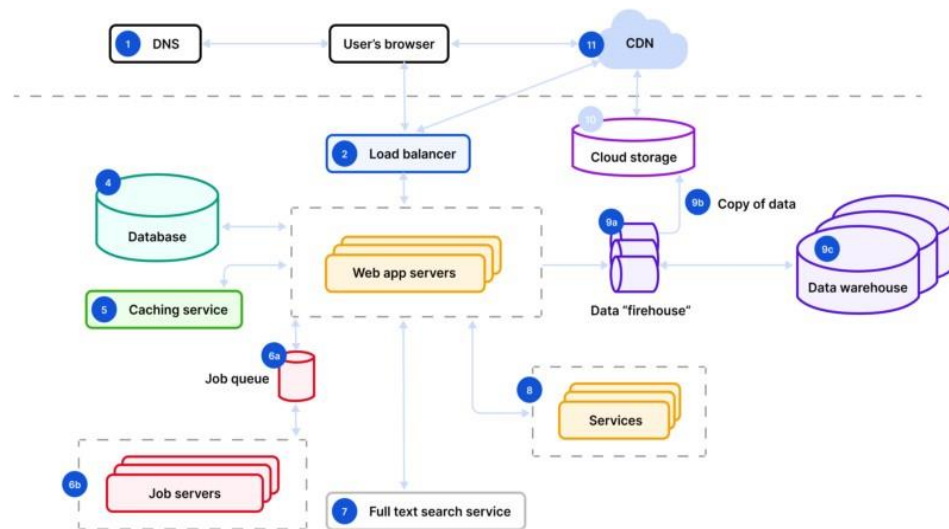 1 DNS
User's browser
11 CDN
10
Cloud storage
2 Load balancer
4
Database
9b Copy of data
9a
9c
Web app servers
Data warehouse
5 Caching service
Data "firehouse"
6a
Job queue
8
Services
6b
Job servers
7 Full text search service